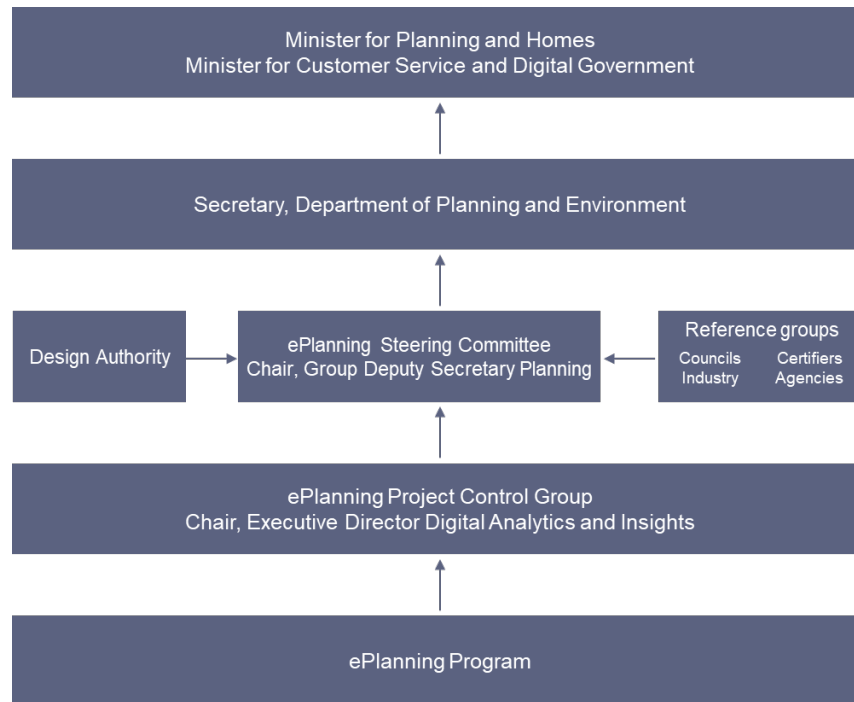 Minister for Planning and Homes
Minister for Customer Service and Digital Government
Secretary, Department of Planning and Environment
Design Authority
ePlanning Steering Committee
Chair, Group Deputy Secretary Planning
Reference groups
Councils Certifiers
Industry Agencies
ePlanning Project Control Group
Chair, Executive Director Digital Analytics and Insights
ePlanning Program